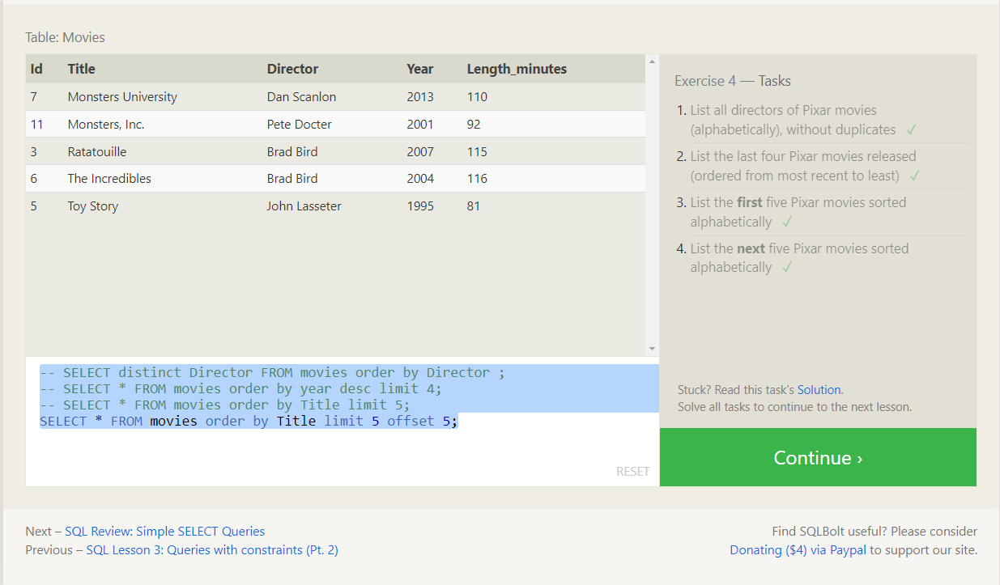 Table: Movies
Id Title Director Year Length_minutes
7 Monsters University Dan Scanlon 2013 110
11 Monsters, Inc. Pete Docter 2001 92
3 Ratatouille Brad Bird 2007 115
6 The Incredibles Brad Bird 2004 116
5 Toy Story John Lasseter 1995 81
-- SELECT distinct Director FROM movies order by Director ;
-- SELECT * FROM movies order by year desc limit 4;
-- SELECT * FROM movies order by Title limit 5;
SELECT * FROM movies order by Title limit 5 offset 5;
RESET
Exercise 4 — Tasks
1. List all directors of Pixar movies
(alphabetically), without duplicates ✓
2. List the last four Pixar movies released
(ordered from most recent to least) ✓
3. List the first five Pixar movies sorted
alphabetically ✓
4. List the next five Pixar movies sorted
alphabetically ✓
Stuck? Read this task's Solution.
Solve all tasks to continue to the next lesson.
Continue ›
Next – SQL Review: Simple SELECT Queries
Previous – SQL Lesson 3: Queries with constraints (Pt. 2)
Find SQLBolt useful? Please consider
Donating ($4) via Paypal to support our site.